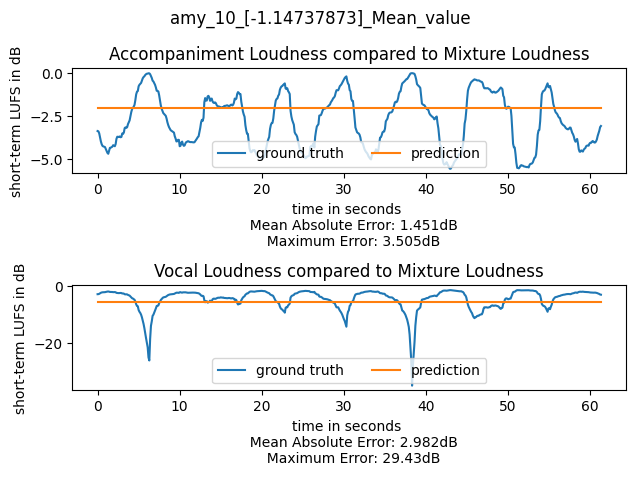 amy_10_[-1.14737873]_Mean_value
Accompaniment Loudness compared to Mixture Loudness
short-term LUFS in dB
0.0
−2.5
−5.0
ground truth
prediction
0
10
20
30
40
50
60
time in seconds
Mean Absolute Error: 1.451dB
Maximum Error: 3.505dB
Vocal Loudness compared to Mixture Loudness
short-term LUFS in dB
0
−20
ground truth
prediction
0
10
20
30
40
50
60
time in seconds
Mean Absolute Error: 2.982dB
Maximum Error: 29.43dB